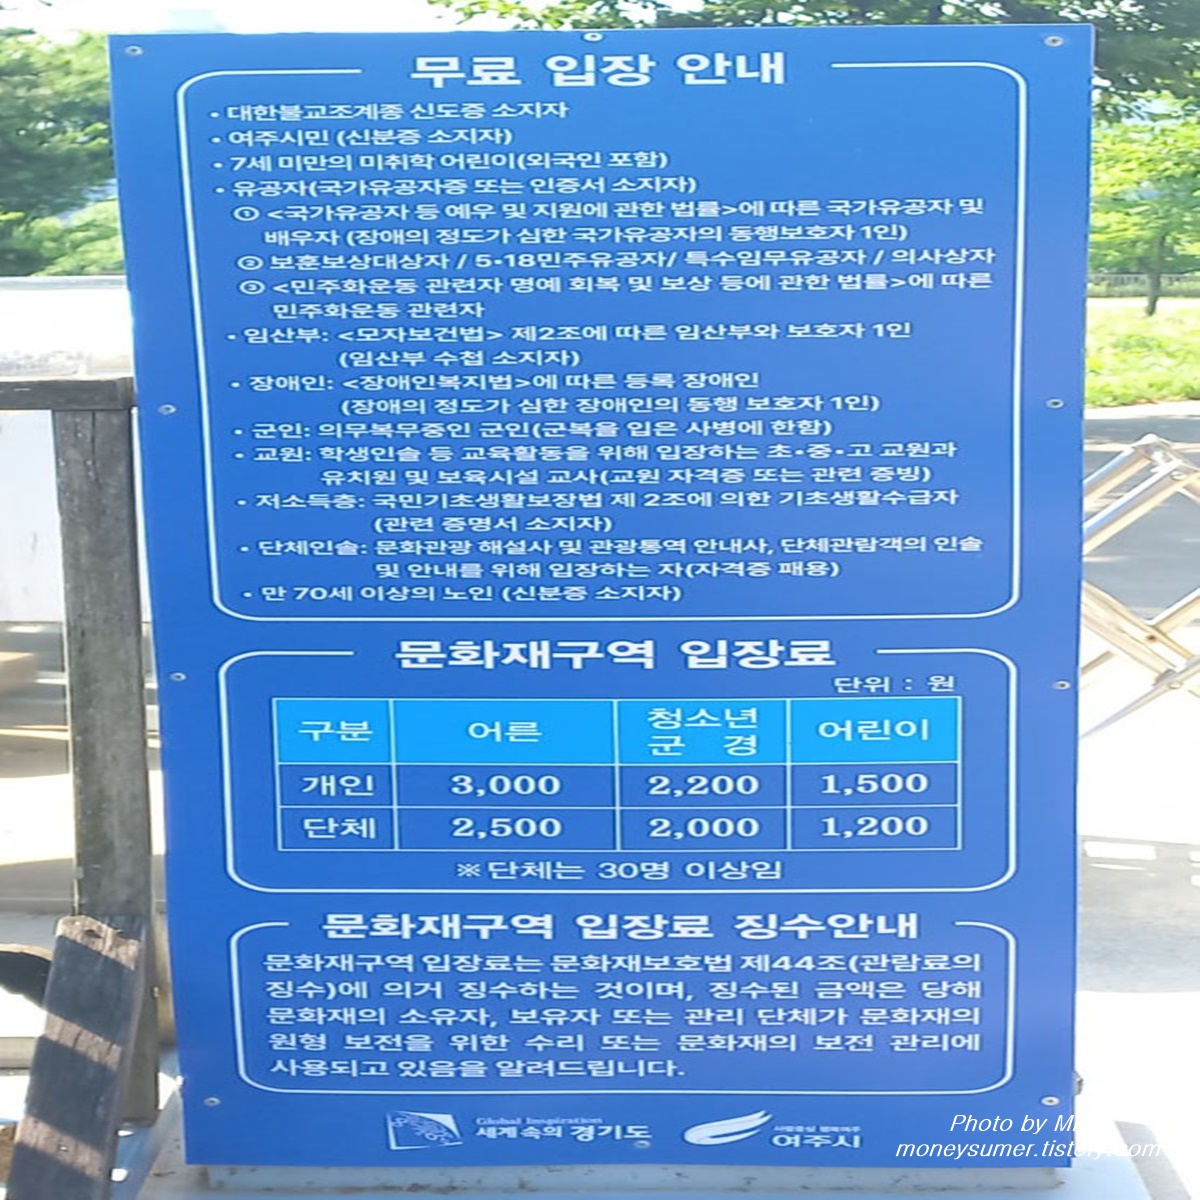 무료 입장 안내
• 대한불교조계종 신도증 소지자
• 여주시민 (신분증 소지자)
• 7세 미만의 미취학 어린이(외국인 포함)
• 유공자(국가유공자증 또는 인증서 소지자)
① <국가유공자 등 예우 및 지원에 관한 법률>에 따른 국가유공자 및
배우자 (장애의 정도가 심한 국가유공자의 동행보호자 1인)
② 보훈보상대상자 / 5·18민주유공자/ 특수임무유공자 / 의사상자
③ <민주화운동 관련자 명예 회복 및 보상 등에 관한 법률>에 따른
민주화운동 관련자
• 임산부: <모자보건법> 제2조에 따른 임산부와 보호자 1인
(임산부 수첩 소지자)
• 장애인: <장애인복지법>에 따른 등록 장애인
(장애의 정도가 심한 장애인의 동행 보호자 1인)
• 군인: 의무복무중인 군인(군복을 입은 사병에 한함)
• 교원: 학생인솔 등 교육활동을 위해 입장하는 초·중·고 교원과
유치원 및 보육시설 교사(교원 자격증 또는 관련 증빙)
• 저소득층: 국민기초생활보장법 제 2조에 의한 기초생활수급자
(관련 증명서 소지자)
• 단체인솔: 문화관광 해설사 및 관광통역 안내사, 단체관람객의 인솔
및 안내를 위해 입장하는 자(자격증 패용)
• 만 70세 이상의 노인 (신분증 소지자)
문화재구역 입장료
단위 : 원
구분 어른 청소년 군 경 어린이
개인 3,000 2,200 1,500
단체 2,500 2,000 1,200
※ 단체는 30명 이상임
문화재구역 입장료 징수안내
문화재구역 입장료는 문화재보호법 제44조(관람료의
징수)에 의거 징수하는 것이며, 징수된 금액은 당해
문화재의 소유자, 보유자 또는 관리 단체가 문화재의
원형 보전을 위한 수리 또는 문화재의 보전 관리에
사용되고 있음을 알려드립니다.
Global Inspiration
세계속의 경기도
여주시
Photo by
moneysumer.tistory.com